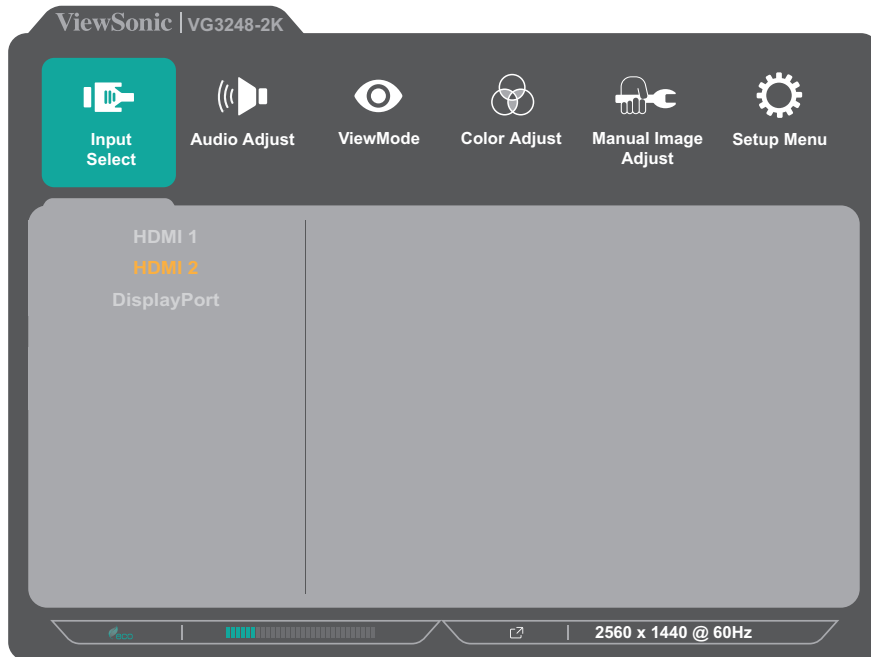 ViewSonic VG3248-2K
Input
Select
Audio Adjust
ViewMode
Color Adjust
Manual Image
Adjust
Setup Menu
HDMI 1
HDMI 2
DisplayPort
eco
2560 x 1440 @ 60Hz